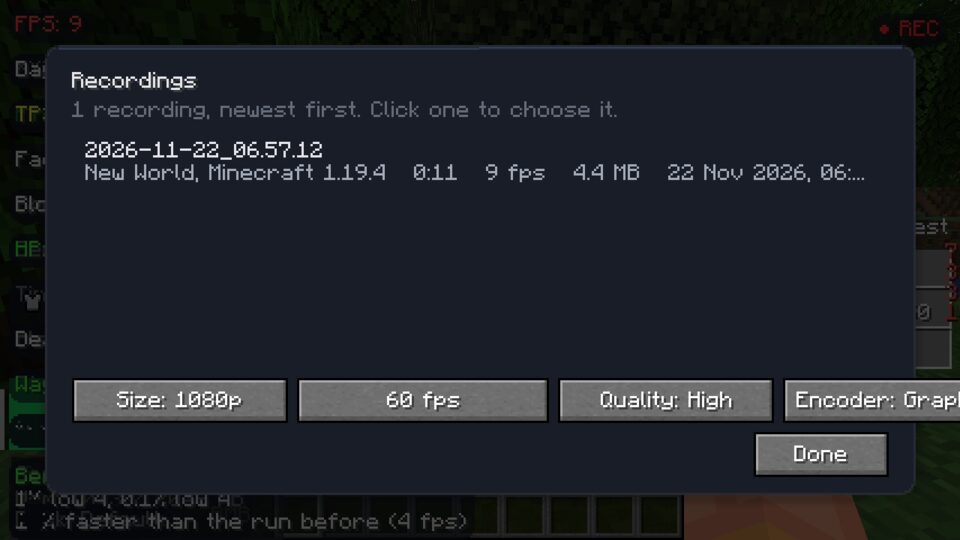 FPS: 9
REC
Recordings
1 recording, newest first. Click one to choose it.
2026-11-22_06.57.12
New World, Minecraft 1.19.4 0:11 9 fps 4.4 MB 22 Nov 2026, 06:...
Size: 1080p
60 fps
Quality: High
Encoder: Grap
Done
faster than the run before (4 fps)